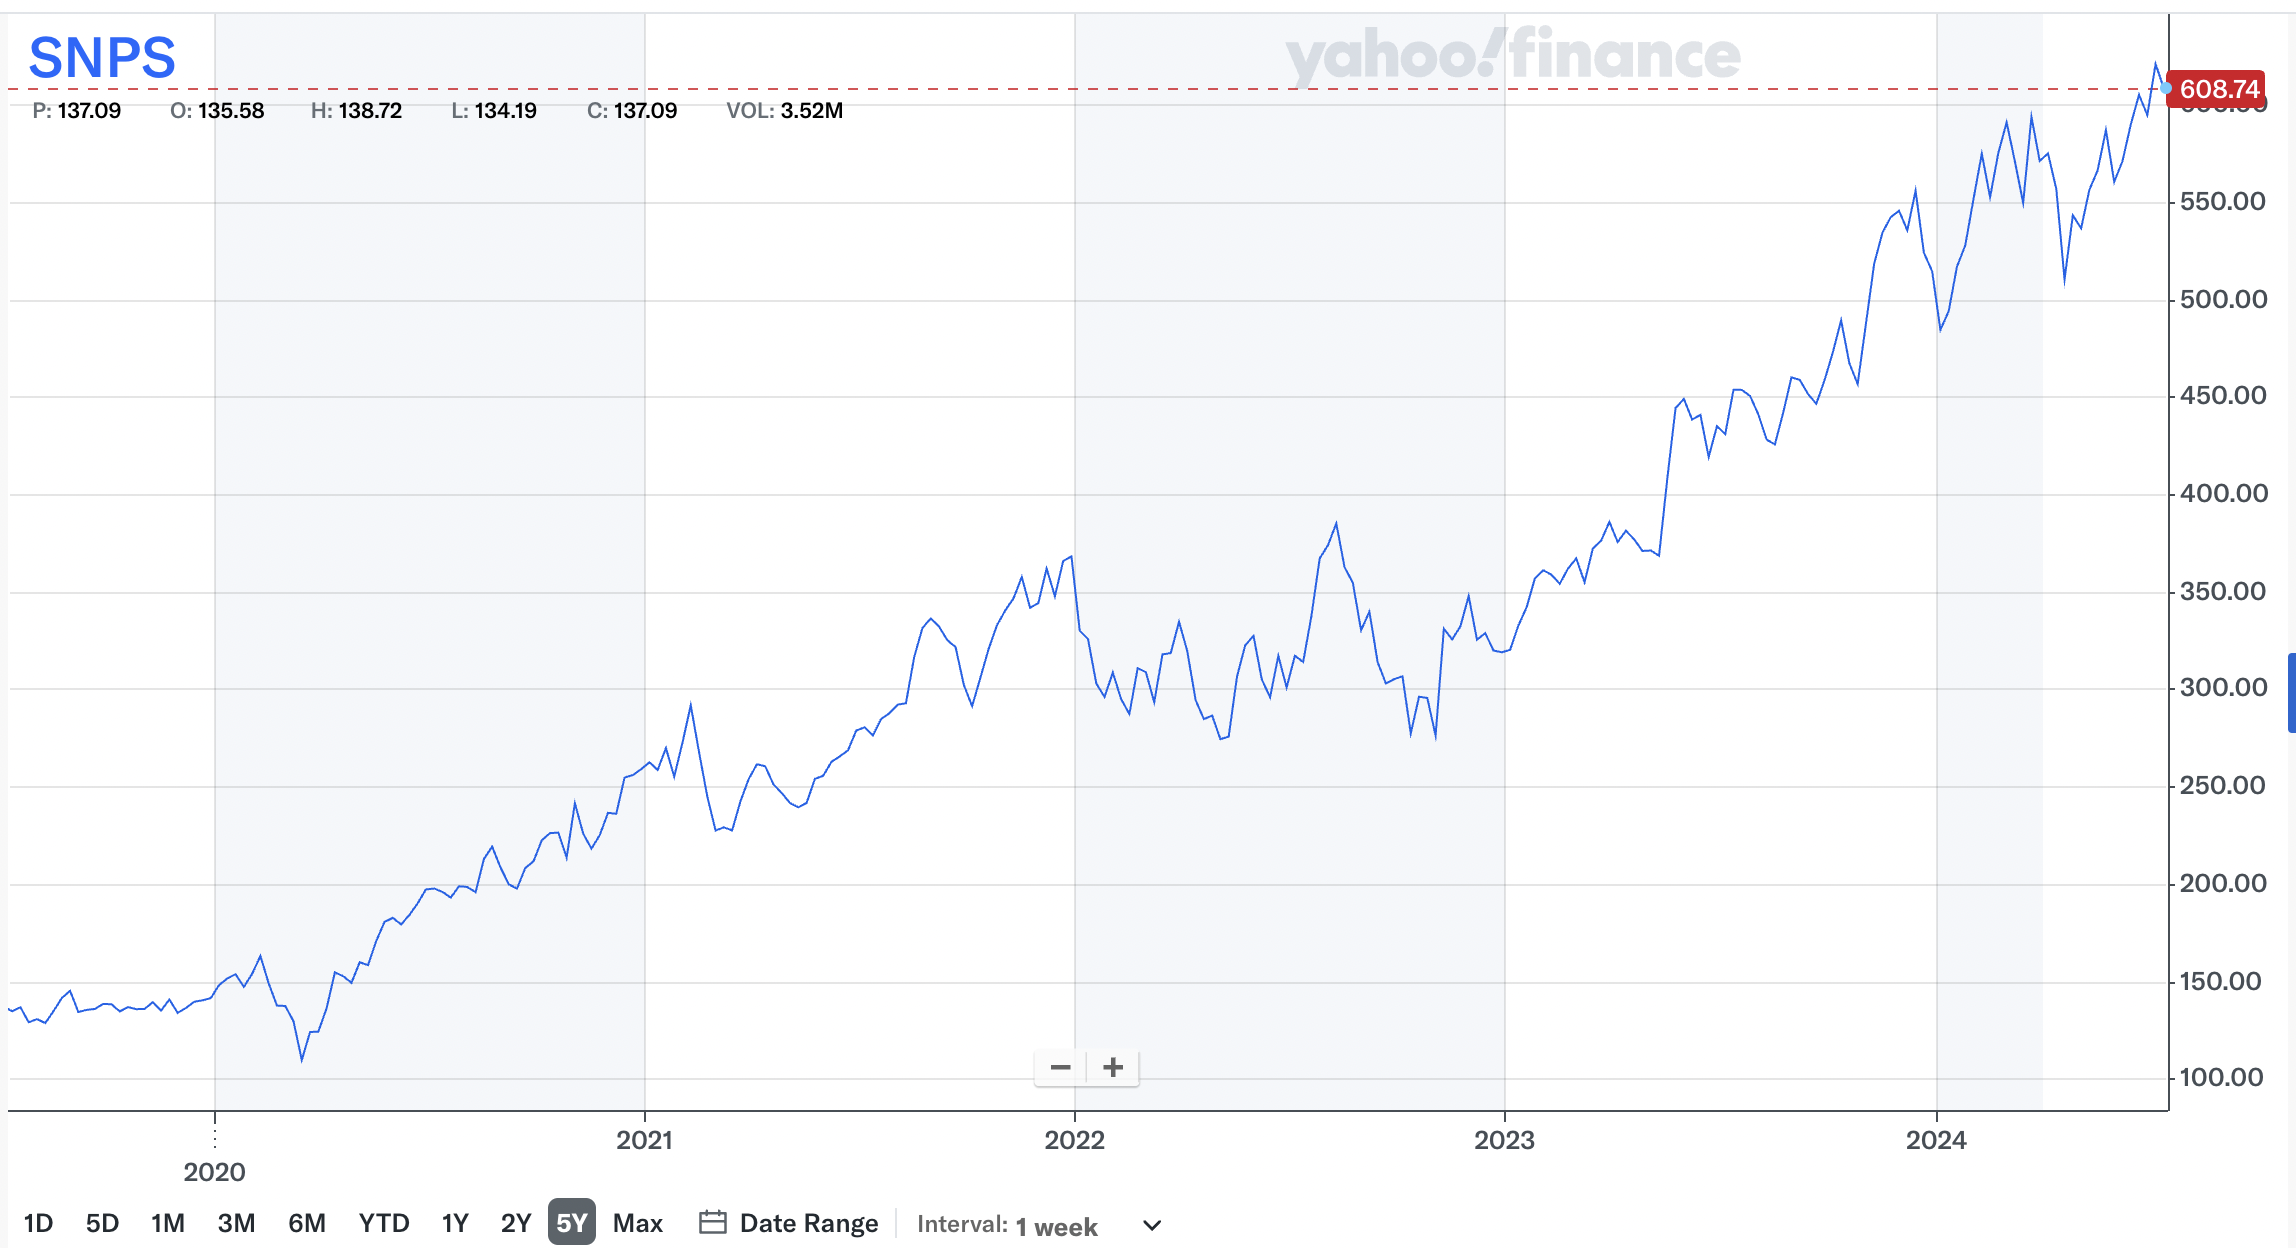 SNPS
yahoo!finance
608.74
P: 137.09 O: 135.58 H: 138.72 L: 134.19 C: 137.09 VOL: 3.52M
600.00
550.00
500.00
450.00
400.00
350.00
300.00
250.00
200.00
150.00
100.00
2021 2022 2023 2024
2020
1D 5D 1M 3M 6M YTD 1Y 2Y 5Y Max Date Range Interval: 1 week